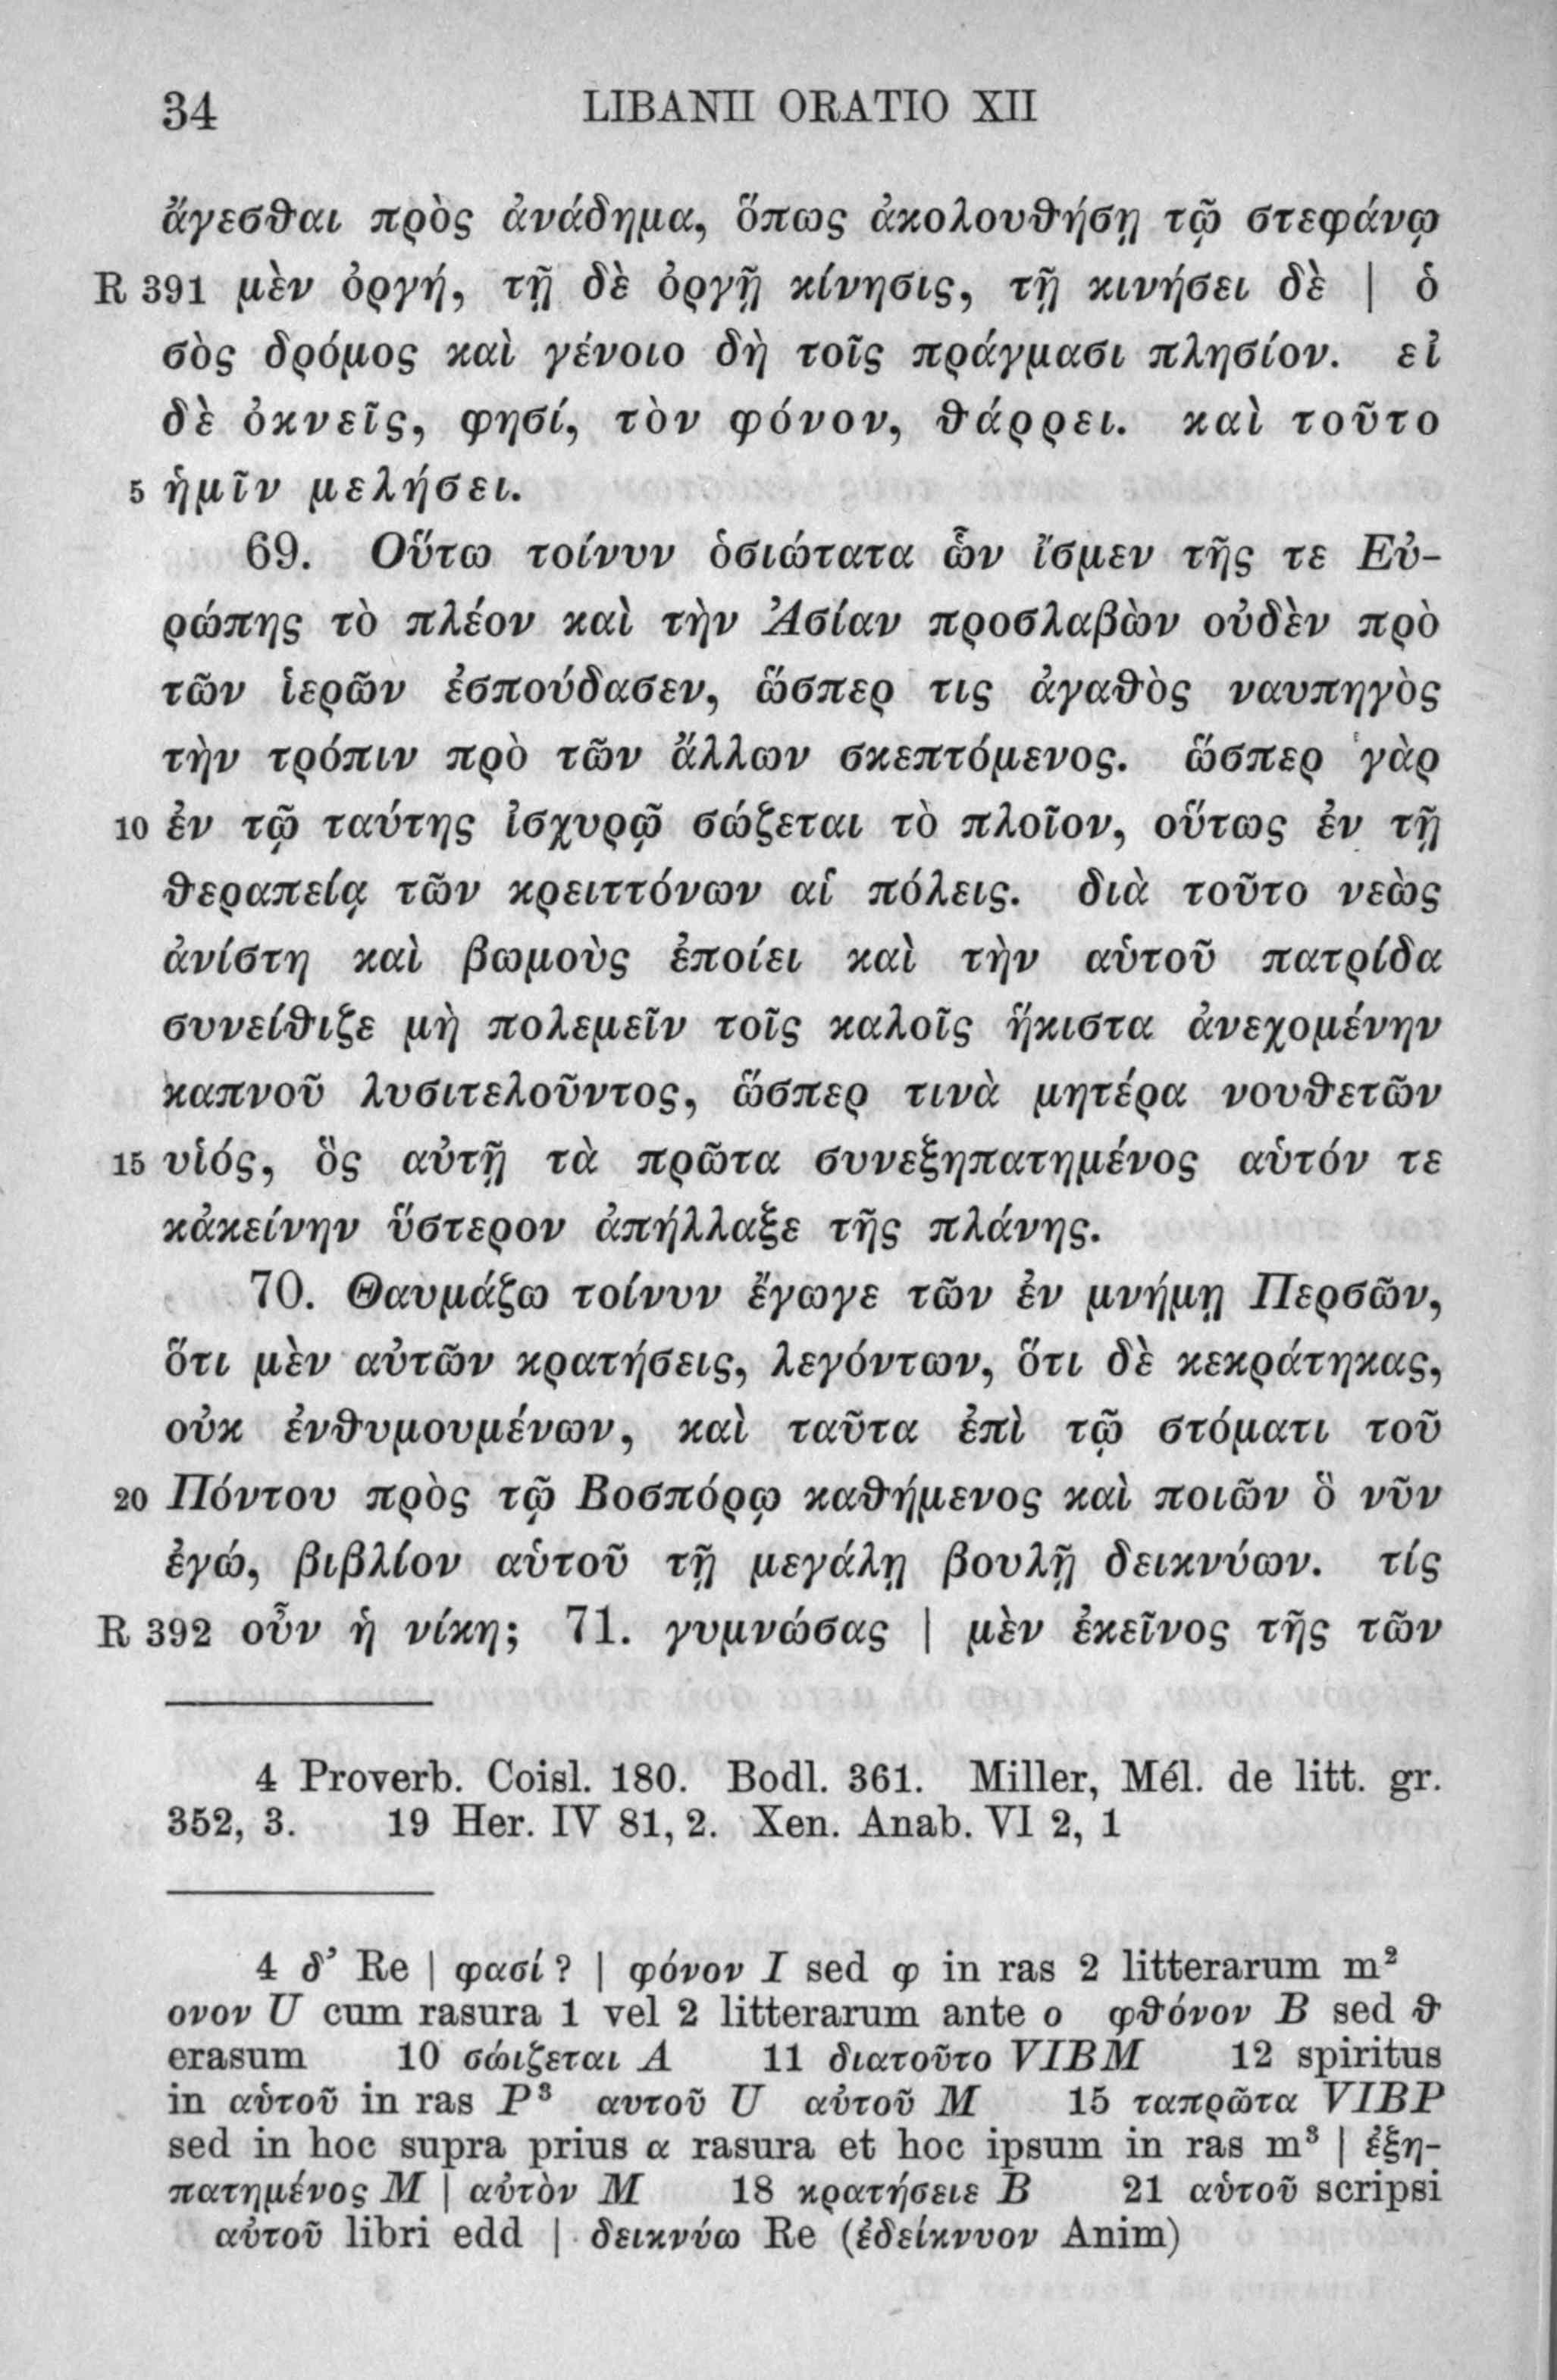 34 LIBANII ORATIO XII
ἄγεσθαι πρὸς ἀνάδημα, ὅπως ἀκολουθήσῃ τῷ στεφάνῳ
R 391 μὲν ὀργή, τῇ δὲ ὀργῇ κίνησις, τῇ κινήσει δὲ | ὁ
σὸς δρόμος καὶ γένοιο δὴ τοῖς πράγμασι πλησίον. εἰ
δὲ ὀκνεῖς, φησί, τὸν φόνον, θάρρει. καὶ τοῦτο
5 ἡμῖν μελήσει.
69. Οὕτω τοίνυν ὁσιώτατα ὧν ἴσμεν τῆς τε Εὐ-
ρώπης τὸ πλέον καὶ τὴν Ἀσίαν προσλαβὼν οὐδὲν πρὸ
τῶν ἱερῶν ἐσπούδασεν, ὥσπερ τις ἀγαθὸς ναυπηγὸς
τὴν τρόπιν πρὸ τῶν ἄλλων σκεπτόμενος. ὥσπερ γὰρ
10 ἐν τῷ ταύτης ἰσχυρῷ σώζεται τὸ πλοῖον, οὕτως ἐν τῇ
θεραπείᾳ τῶν κρειττόνων αἱ πόλεις. διὰ τοῦτο νεὼς
ἀνίστη καὶ βωμοὺς ἐποίει καὶ τὴν αὑτοῦ πατρίδα
συνείθιζε μὴ πολεμεῖν τοῖς καλοῖς ἥκιστα ἀνεχομένην
καπνοῦ λυσιτελοῦντος, ὥσπερ τινὰ μητέρα νουθετῶν
15 υἱός, ὃς αὐτῇ τὰ πρῶτα συνεξηπατημένος αὑτόν τε
κἀκείνην ὕστερον ἀπήλλαξε τῆς πλάνης.
70. Θαυμάζω τοίνυν ἔγωγε τῶν ἐν μνήμῃ Περσῶν,
ὅτι μὲν αὐτῶν κρατήσεις, λεγόντων, ὅτι δὲ κεκράτηκας,
οὐκ ἐνθυμουμένων, καὶ ταῦτα ἐπὶ τῷ στόματι τοῦ
20 Πόντου πρὸς τῷ Βοσπόρῳ καθήμενος καὶ ποιῶν ὃ νῦν
ἐγώ, βιβλίον αὑτοῦ τῇ μεγάλῃ βουλῇ δεικνύων. τίς
R 392 οὖν ἡ νίκη; 71. γυμνώσας | μὲν ἐκεῖνος τῆς τῶν
4 Proverb. Coisl. 180. Bodl. 361. Miller, Mél. de litt. gr.
352, 3. 19 Her. IV 81, 2. Xen. Anab. VI 2, 1
4 δ’ Re | φασί? | φόνον I sed φ in ras 2 litterarum m²
ονον U cum rasura 1 vel 2 litterarum ante ο φθόνον B sed θ
erasum 10 σώιζεται A 11 διατοῦτο VIBM 12 spiritus
in αὑτοῦ in ras P³ αυτοῦ U αὐτοῦ M 15 ταπρῶτα VIBP
sed in hoc supra prius α rasura et hoc ipsum in ras m³ | ἐξη-
πατημένος M | αὐτὸν M 18 κρατήσειε B 21 αὑτοῦ scripsi
αὐτοῦ libri edd | δεικνύω Re (ἐδείκνυον Anim)